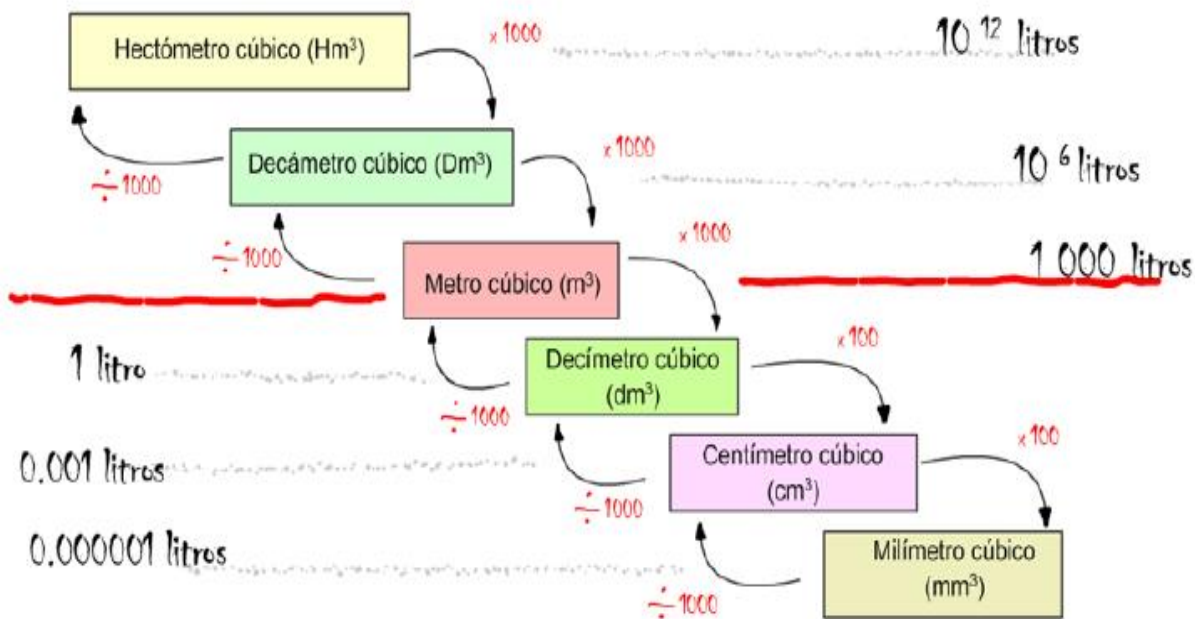 Hectómetro cúbico (Hm³)
x 1000
10 ¹² litros
Decámetro cúbico (Dm³)
÷ 1000
x 1000
10 ⁶ litros
÷ 1000
Metro cúbico (m³)
x 1000
1 000 litros
1 litro
÷ 1000
Decímetro cúbico
(dm³)
x 100
0.001 litros
÷ 1000
Centímetro cúbico
(cm³)
x 100
0.000001 litros
÷ 1000
Milímetro cúbico
(mm³)